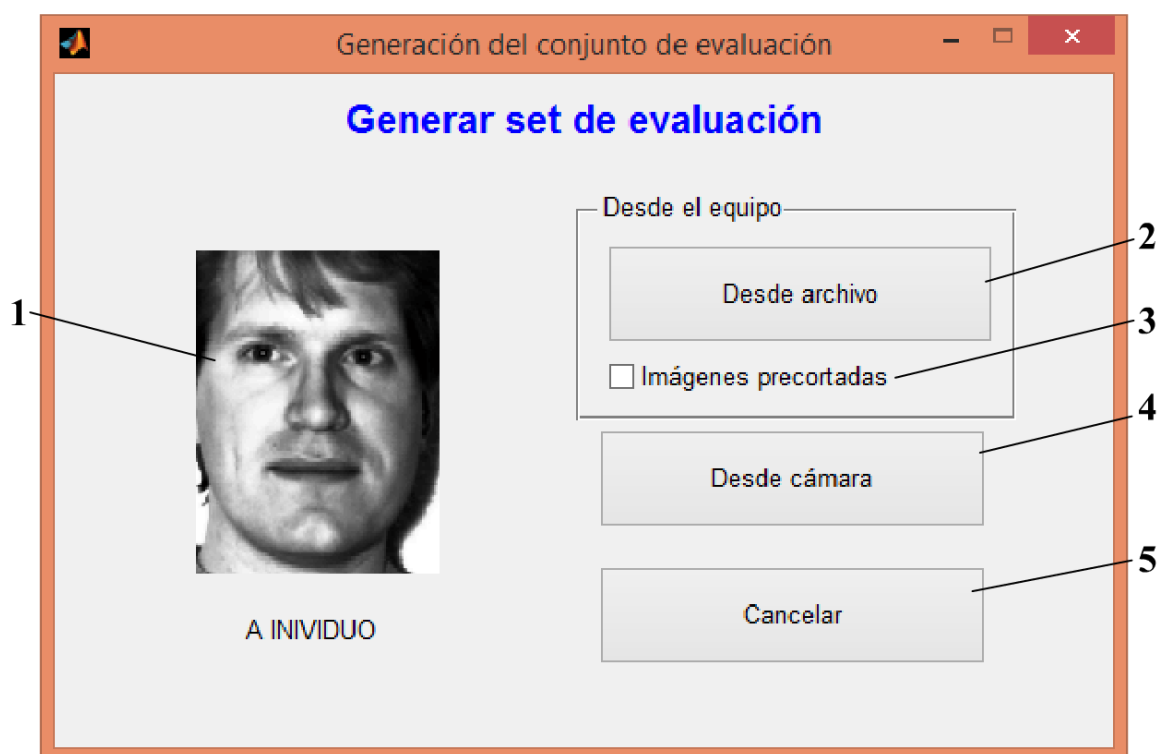 Generación del conjunto de evaluación
Generar set de evaluación
Desde el equipo
2
Desde archivo
1
3
Imágenes precortadas
4
Desde cámara
5
Cancelar
A INIVIDUO